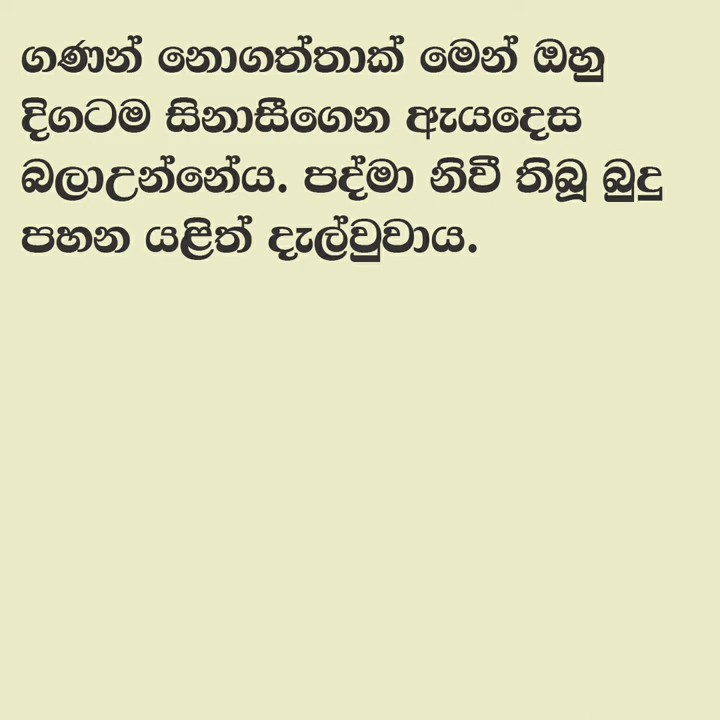 ගණන් නොගත්තාක් මෙන් ඔහු
දිගටම සිනාසීගෙන ඇයදෙස
බලාඋන්නේය. පද්මා නිවී තිබූ බුදු
පහන යළිත් දැල්වුවාය.